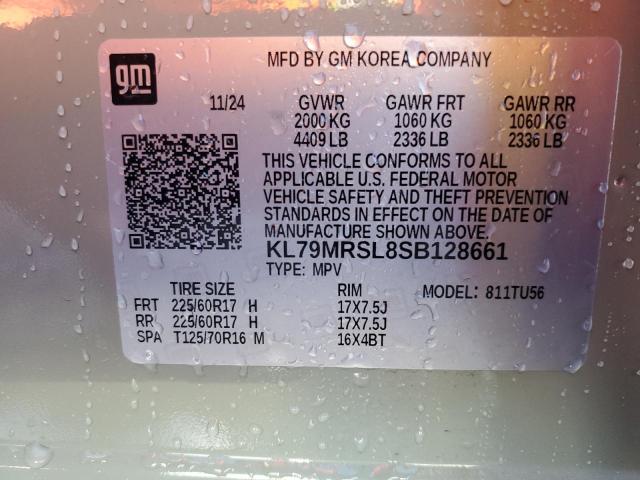 gm
MFD BY GM KOREA COMPANY
11/24 GVWR GAWR FRT GAWR RR
2000 KG 1060 KG 1060 KG
4409 LB 2336 LB 2336 LB
THIS VEHICLE CONFORMS TO ALL
APPLICABLE U.S. FEDERAL MOTOR
VEHICLE SAFETY AND THEFT PREVENTION
STANDARDS IN EFFECT ON THE DATE OF
MANUFACTURE SHOWN ABOVE.
KL79MRSL8SB128661
TYPE: MPV
TIRE SIZE RIM MODEL: 811TU56
FRT 225/60R17 H 17X7.5J
RR 225/60R17 H 17X7.5J
SPA T125/70R16 M 16X4BT